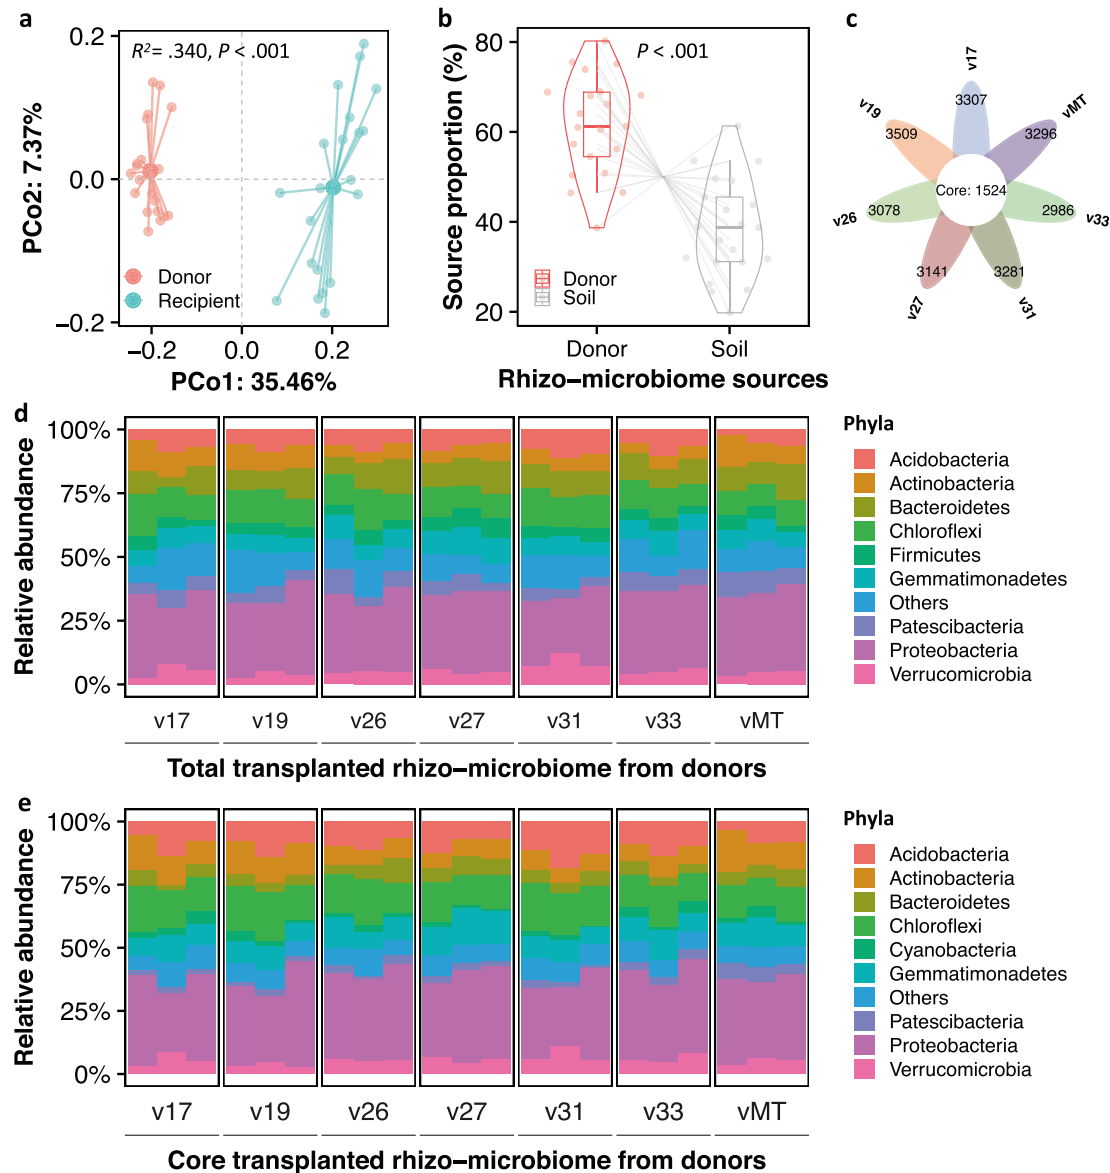 a
R²= .340, P < .001
0.2
0.0
−0.2
PCo2: 7.37%
Donor
Recipient
−0.2 0.0 0.2
PCo1: 35.46%
b
P < .001
80
60
40
20
Source proportion (%)
Donor
Soil
Donor Soil
Rhizo−microbiome sources
c
v17
3307
vMT
3296
v33
2986
v31
3281
v27
3141
v26
3078
v19
3509
Core: 1524
d
Relative abundance
100%
75%
50%
25%
0%
v17 v19 v26 v27 v31 v33 vMT
Total transplanted rhizo−microbiome from donors
Phyla
Acidobacteria
Actinobacteria
Bacteroidetes
Chloroflexi
Firmicutes
Gemmatimonadetes
Others
Patescibacteria
Proteobacteria
Verrucomicrobia
e
Relative abundance
100%
75%
50%
25%
0%
v17 v19 v26 v27 v31 v33 vMT
Core transplanted rhizo−microbiome from donors
Phyla
Acidobacteria
Actinobacteria
Bacteroidetes
Chloroflexi
Cyanobacteria
Gemmatimonadetes
Others
Patescibacteria
Proteobacteria
Verrucomicrobia